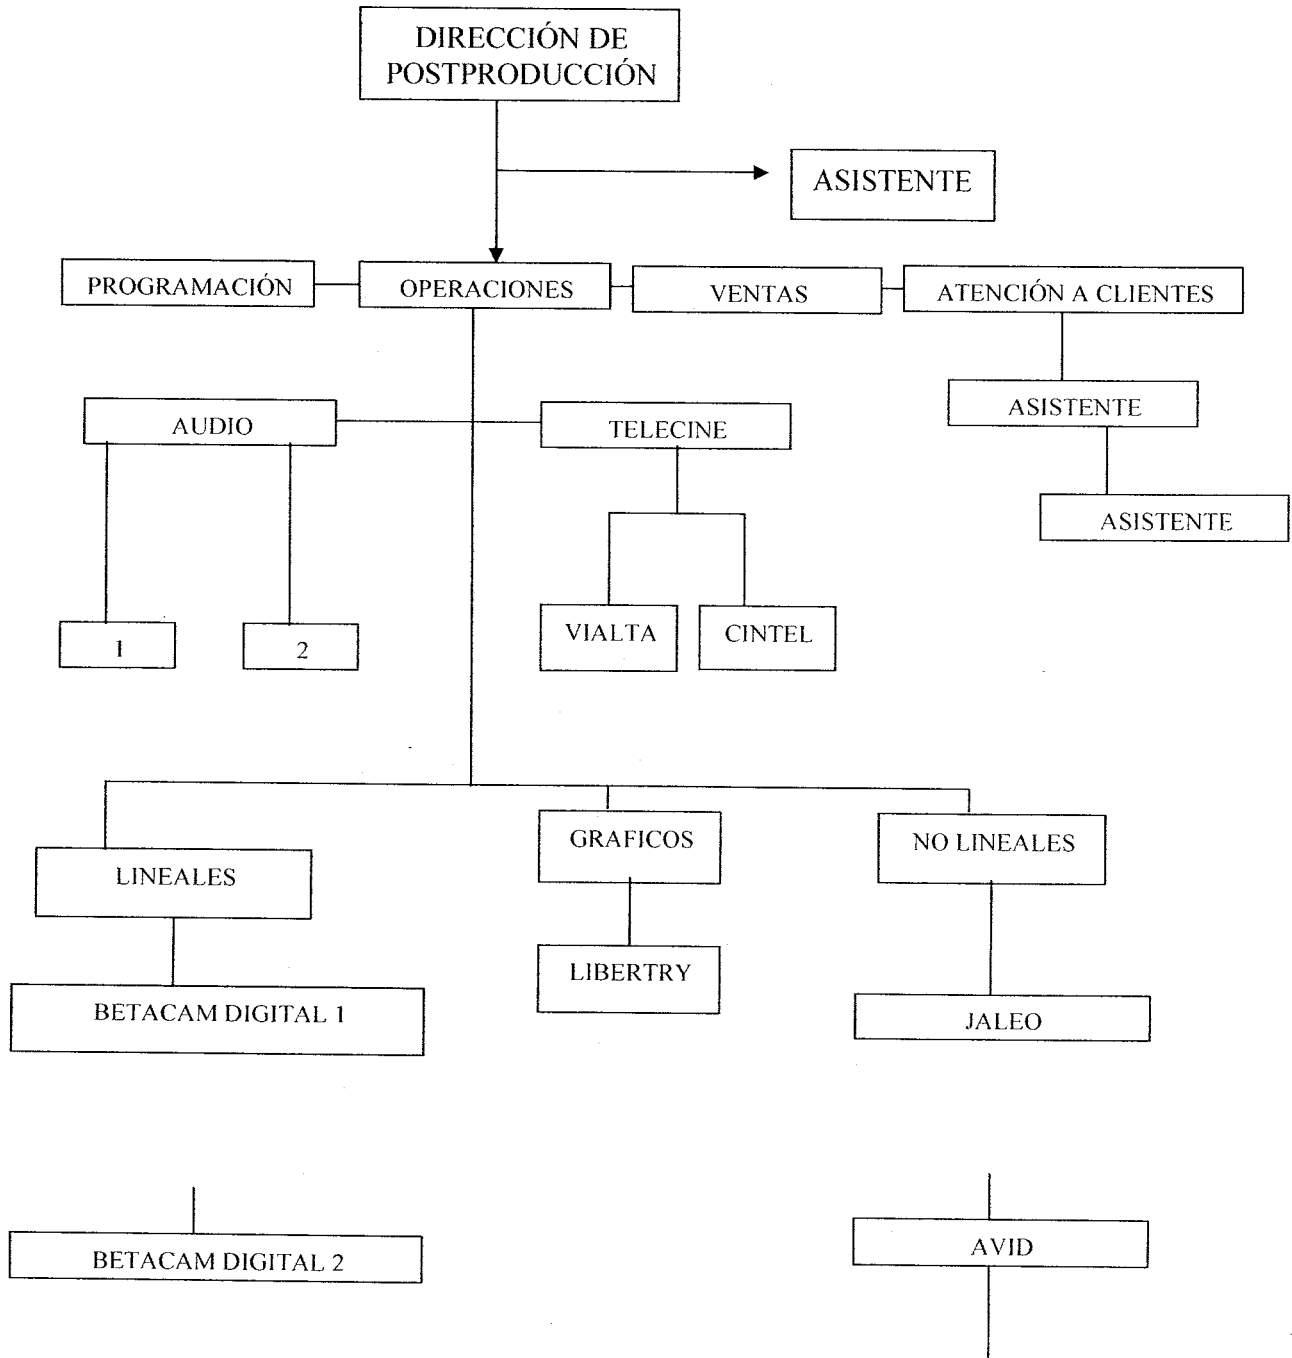 DIRECCIÓN DE
POSTPRODUCCIÓN
ASISTENTE
PROGRAMACIÓN
OPERACIONES
VENTAS
ATENCIÓN A CLIENTES
ASISTENTE
AUDIO
TELECINE
ASISTENTE
1
2
VIALTA
CINTEL
GRAFICOS
NO LINEALES
LINEALES
LIBERTRY
BETACAM DIGITAL 1
JALEO
BETACAM DIGITAL 2
AVID